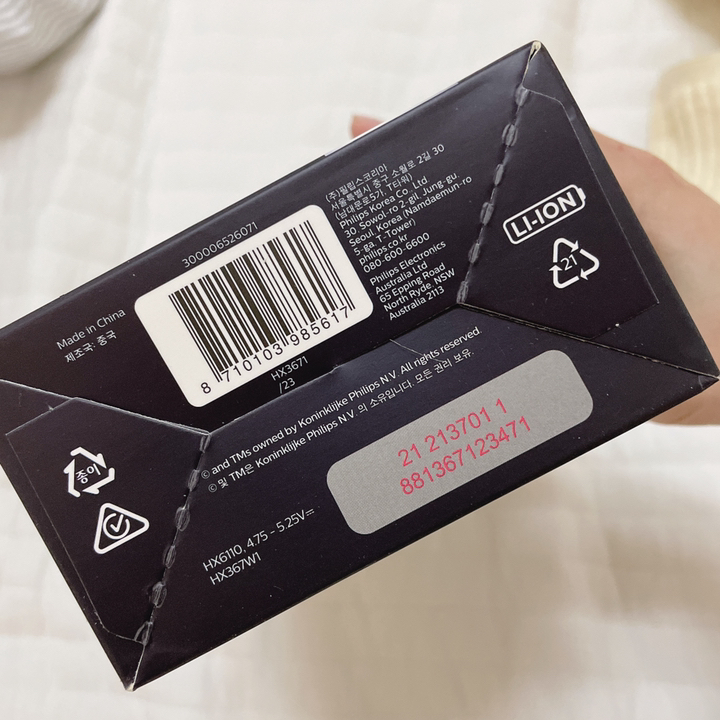 300006526071
Made in China
제조국: 중국
8 710103 985617
HX3671
/23
(주)필립스코리아
서울특별시 중구 소월로 2길 30
(남대문로5가, T타워)
Philips Korea Co., Ltd.
30, Sowol-ro 2-gil, Jung-gu,
Seoul, Korea (Namdaemun-ro
5-ga, T-Tower)
philips.co.kr
080-600-6600
Philips Electronics
Australia Ltd
65 Epping Road
North Ryde, NSW
Australia 2113
LI-ION
21
© and TMs owned by Koninklijke Philips N.V. All rights reserved.
© 및 TM은 Koninklijke Philips N.V. 의 소유입니다. 모든 권리 보유.
종이
21 213701 1
881367123471
HX6110, 4.75 - 5.25V⎓
HX367W1